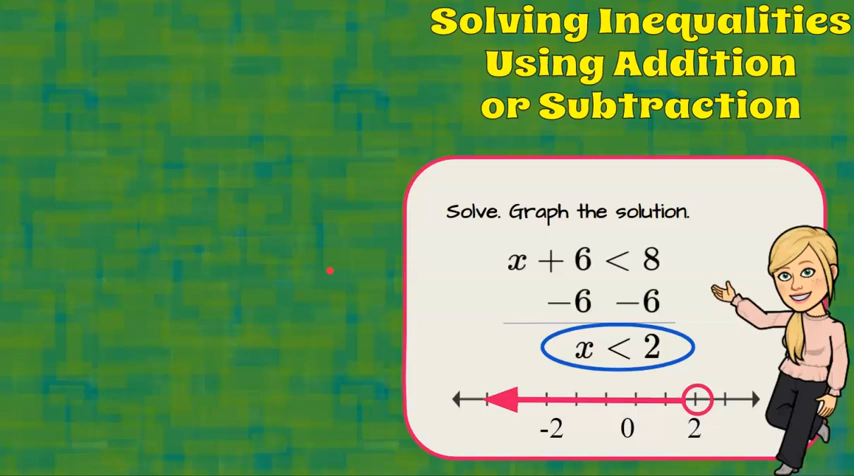 Solving Inequalities
Using Addition
or Subtraction
Solve. Graph the solution.
x + 6 < 8
−6 −6
x < 2
-2 0 2